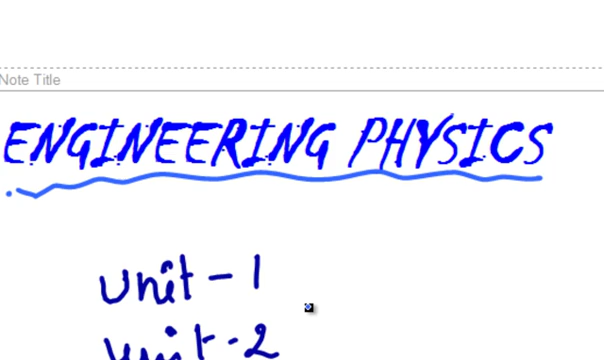 Note Title
ENGINEERING PHYSICS
Unit - 1
Unit - 2